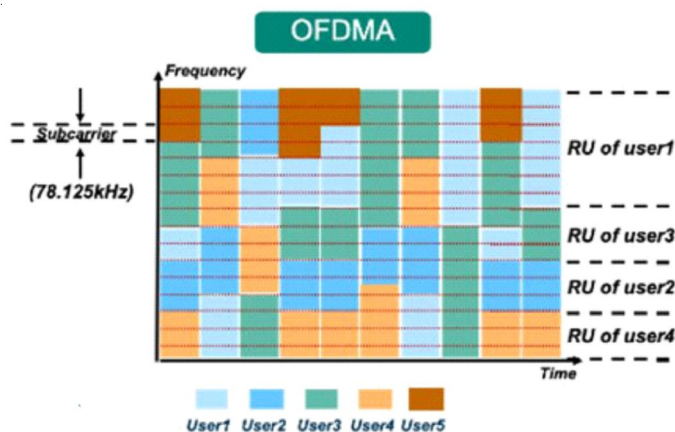 OFDMA
Frequency
Subcarrier
(78.125kHz)
RU of user1
RU of user3
RU of user2
RU of user4
Time
User1 User2 User3 User4 User5